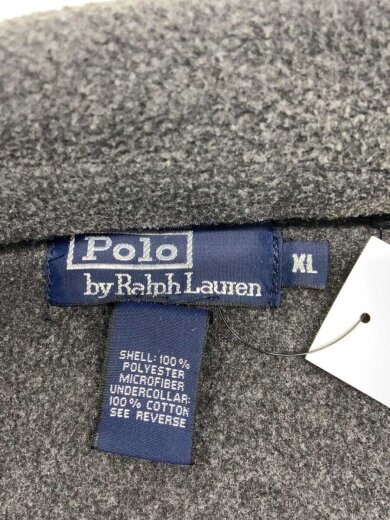 Polo
by Ralph Lauren
XL
SHELL: 100%
POLYESTER
MICROFIBER
UNDERCOLLAR:
100% COTTON
SEE REVERSE